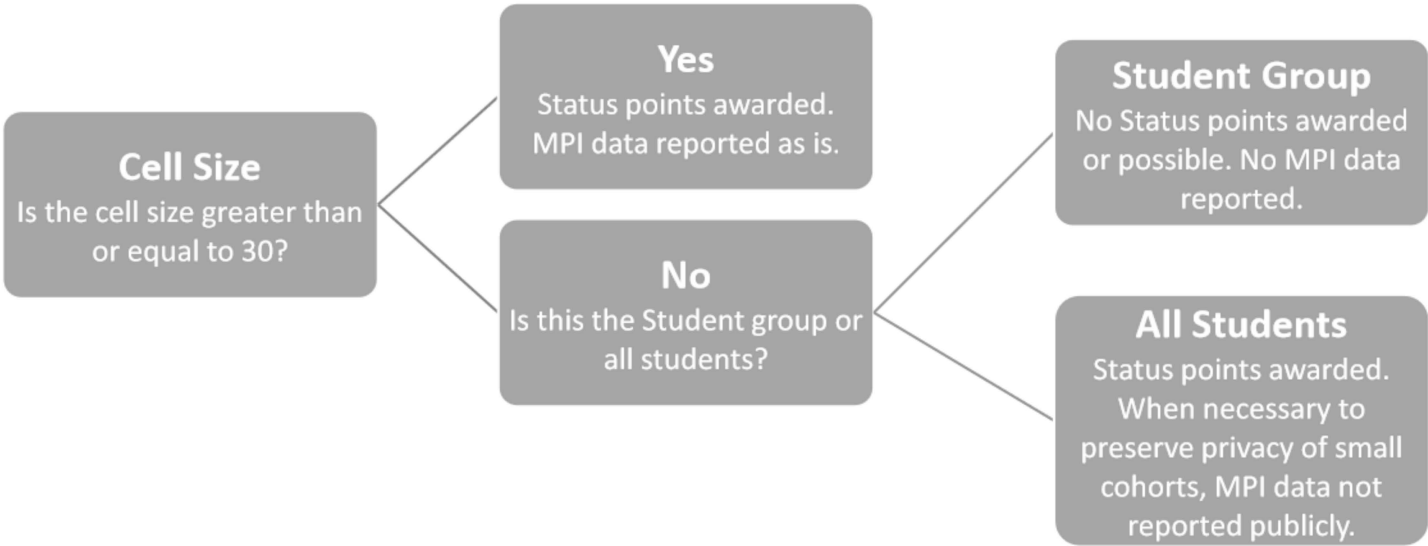 Cell Size
Is the cell size greater than
or equal to 30?
Yes
Status points awarded.
MPI data reported as is.
No
Is this the Student group or
all students?
Student Group
No Status points awarded
or possible. No MPI data
reported.
All Students
Status points awarded.
When necessary to
preserve privacy of small
cohorts, MPI data not
reported publicly.